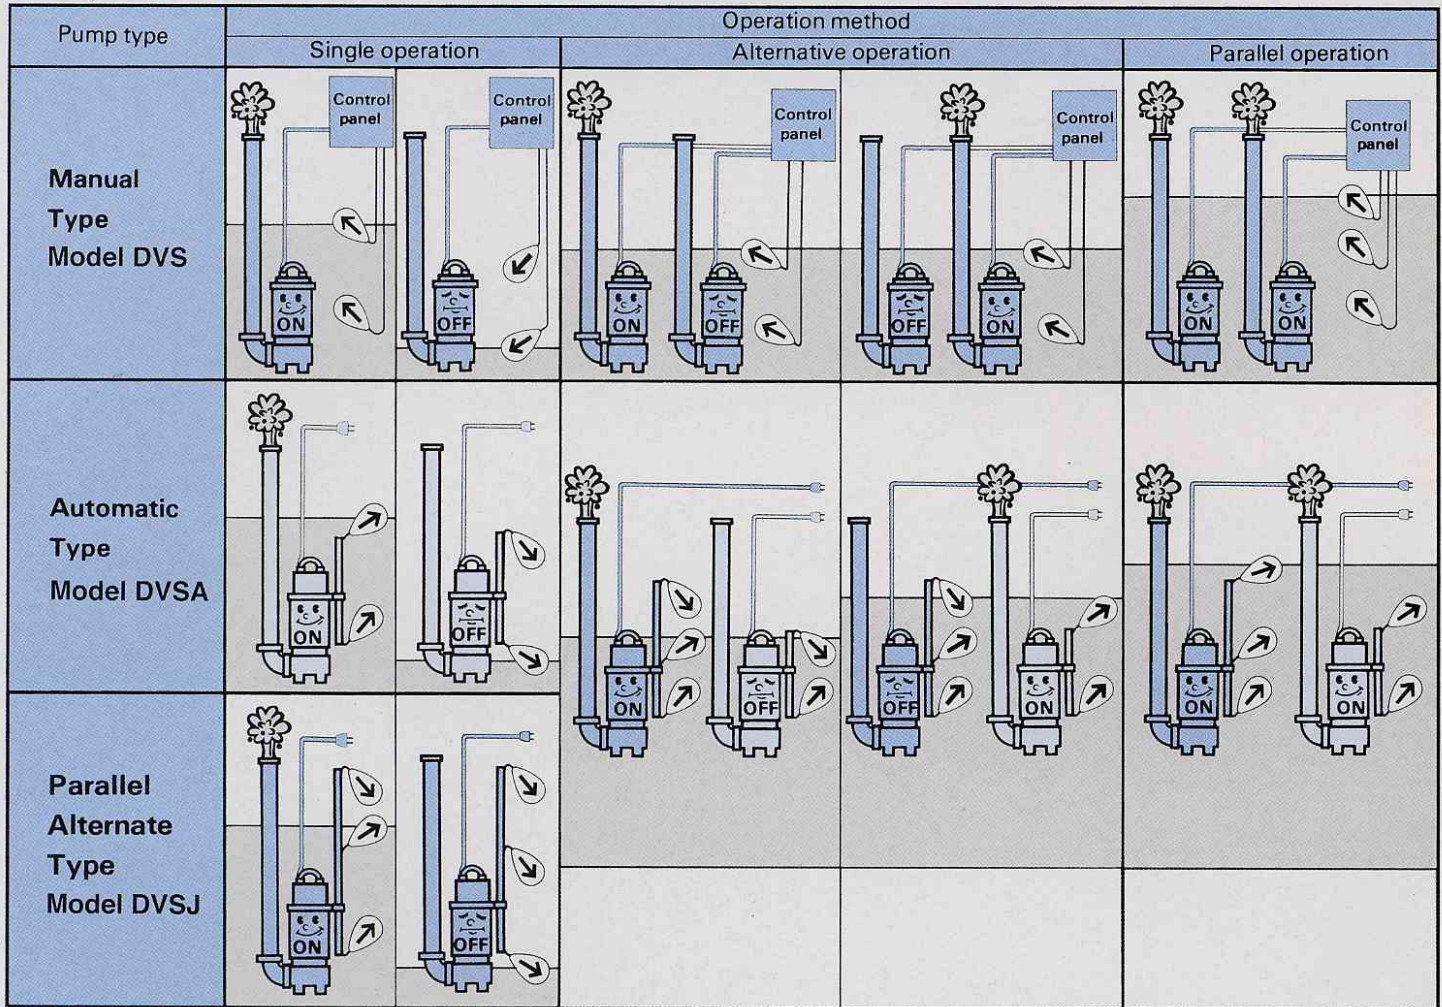 Pump type
Operation method
Single operation
Alternative operation
Parallel operation
Manual
Type
Model DVS
Control
panel
ON
Control
panel
OFF
Control
panel
ON
OFF
Control
panel
OFF
ON
Control
panel
ON
ON
Automatic
Type
Model DVSA
ON
OFF
ON
OFF
OFF
ON
ON
ON
Parallel
Alternate
Type
Model DVSJ
ON
OFF